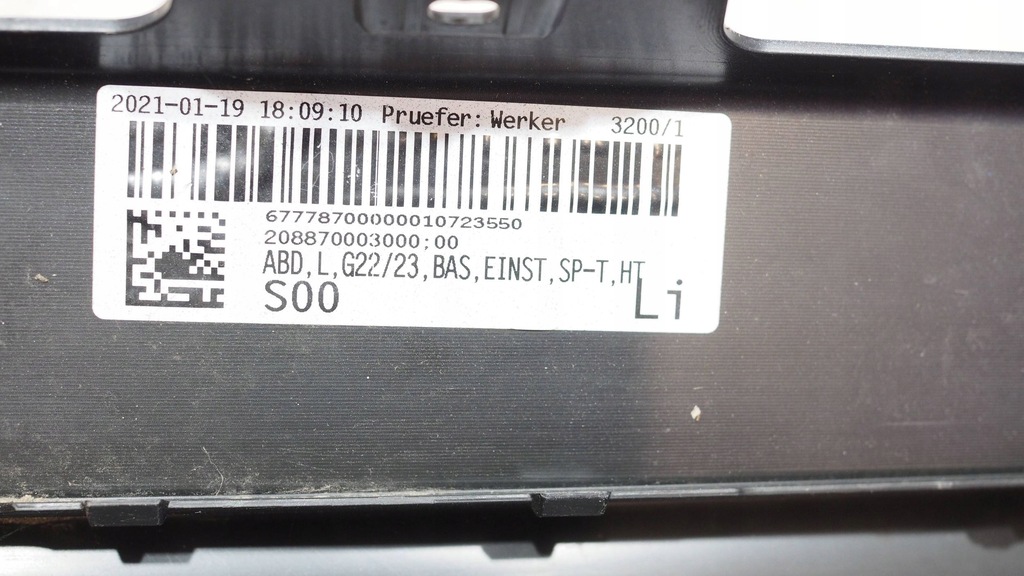 2021-01-19 18:09:10 Pruefer: Werker 3200/1
67778700000010723550
208870003000;00
ABD,L,G22/23,BAS,EINST,SP-T,HT
S00 Li